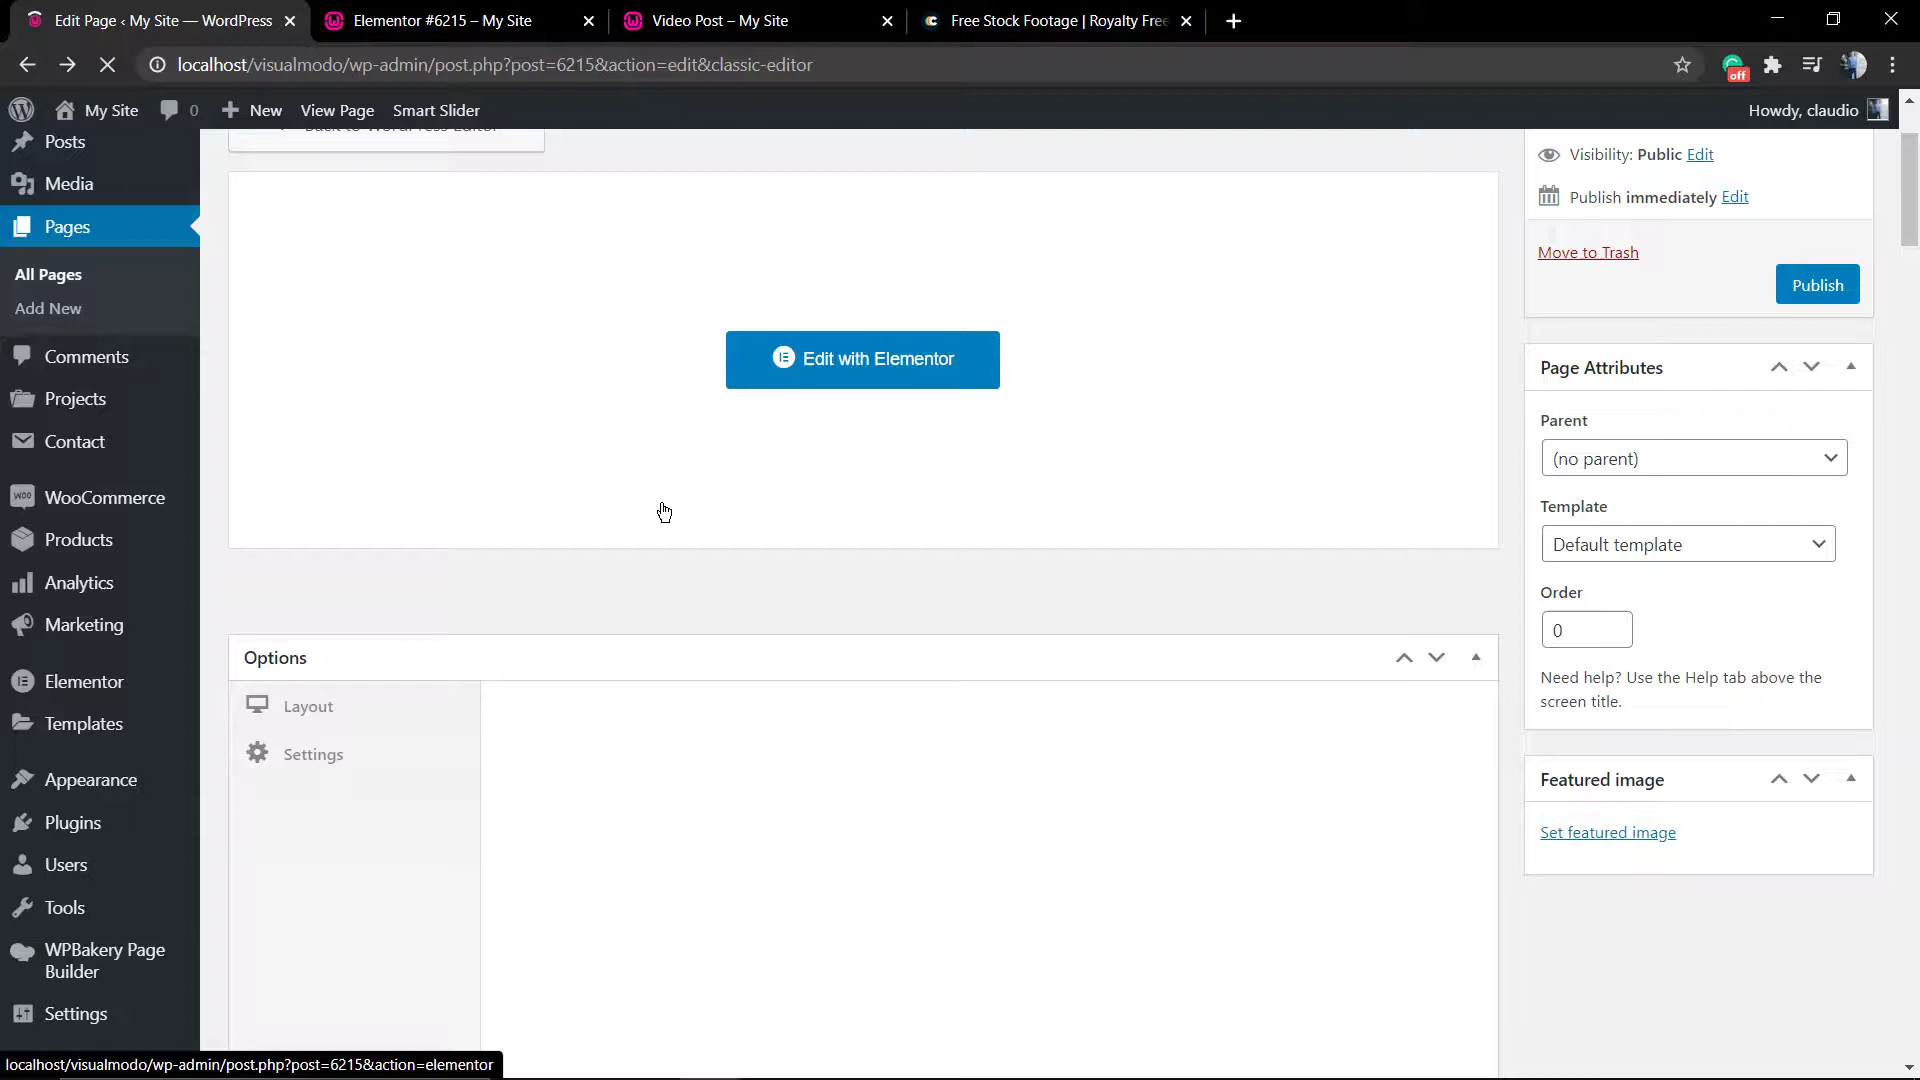 Edit Page ‹ My Site — WordPress
Elementor #6215 – My Site
Video Post – My Site
Free Stock Footage | Royalty Free
localhost/visualmodo/wp-admin/post.php?post=6215&action=edit&classic-editor
off
My Site
0
New
View Page
Smart Slider
Howdy, claudio
Posts
Media
Pages
All Pages
Add New
Comments
Projects
Contact
WooCommerce
Products
Analytics
Marketing
Elementor
Templates
Appearance
Plugins
Users
Tools
WPBakery Page
Builder
Settings
Back to WordPress Editor
Edit with Elementor
Options
Layout
Settings
Visibility: Public Edit
Publish immediately Edit
Move to Trash
Publish
Page Attributes
Parent
(no parent)
Template
Default template
Order
0
Need help? Use the Help tab above the
screen title.
Featured image
Set featured image
localhost/visualmodo/wp-admin/post.php?post=6215&action=elementor